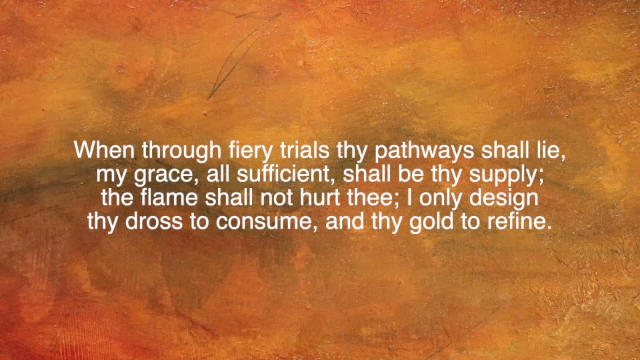 When through fiery trials thy pathways shall lie,
my grace, all sufficient, shall be thy supply;
the flame shall not hurt thee; I only design
thy dross to consume, and thy gold to refine.